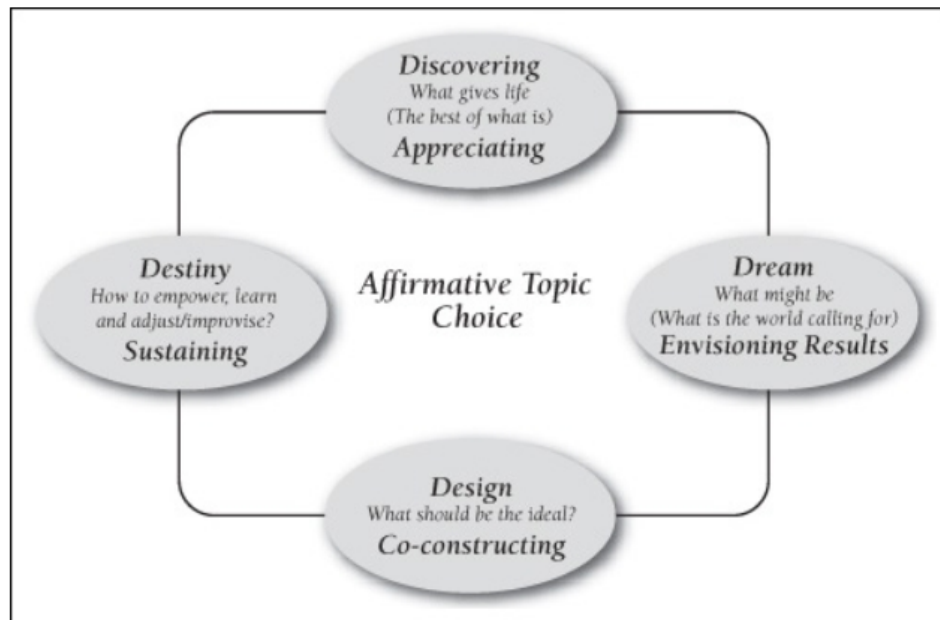 Discovering
What gives life
(The best of what is)
Appreciating
Destiny
How to empower, learn
and adjust/improvise?
Sustaining
Affirmative Topic
Choice
Dream
What might be
(What is the world calling for)
Envisioning Results
Design
What should be the ideal?
Co-constructing